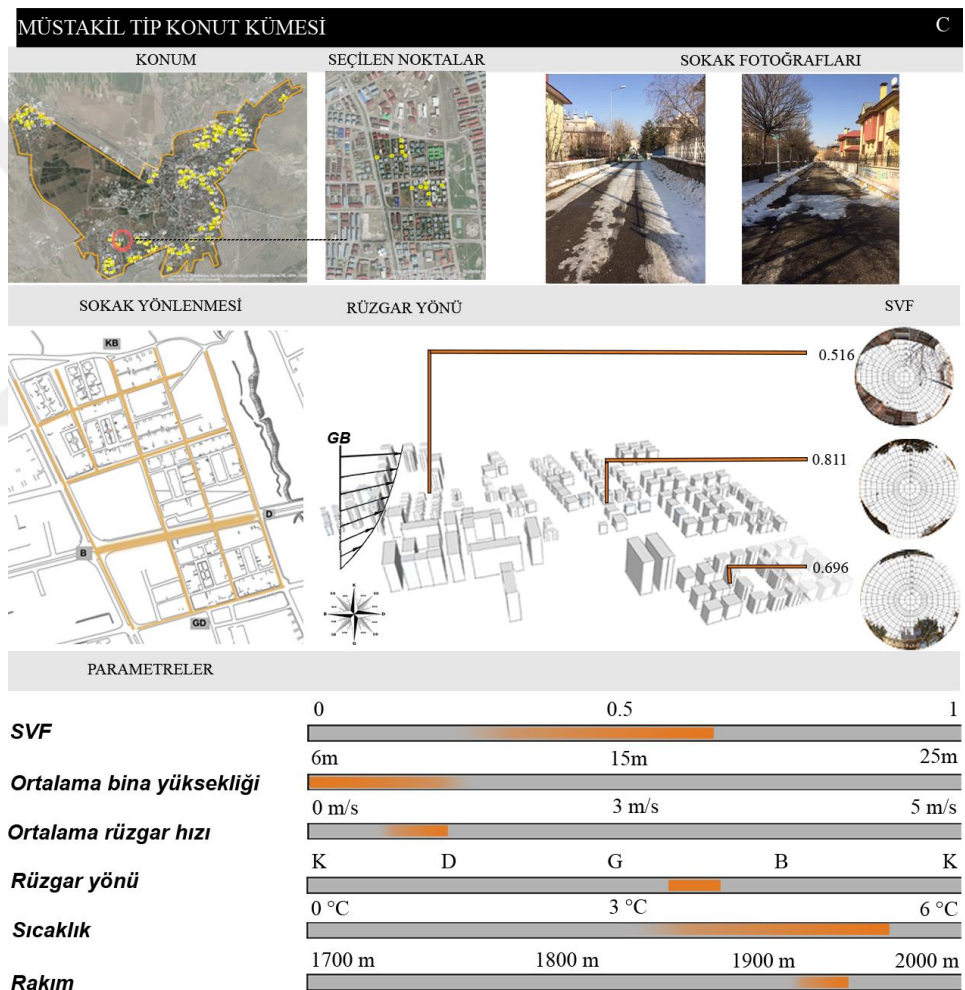 MÜSTAKİL TİP KONUT KÜMESİ C
KONUM SEÇİLEN NOKTALAR SOKAK FOTOĞRAFLARI
SOKAK YÖNLENMESİ RÜZGAR YÖNÜ SVF
KB
0.516
GB
0.811
D
B
0.696
GD
PARAMETRELER
0 0.5 1
SVF
6m 15m 25m
Ortalama bina yüksekliği
0 m/s 3 m/s 5 m/s
Ortalama rüzgar hızı
K D G B K
Rüzgar yönü
0 °C 3 °C 6 °C
Sıcaklık
1700 m 1800 m 1900 m 2000 m
Rakım